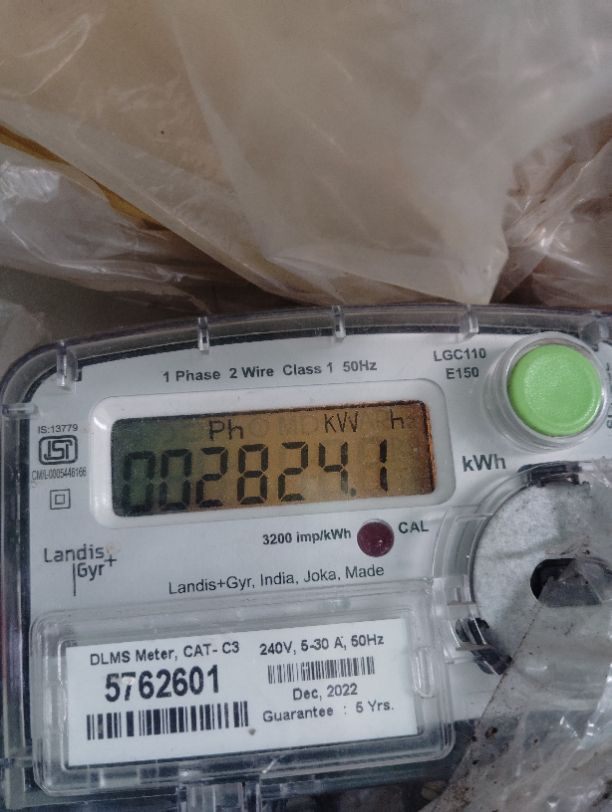 1 Phase 2 Wire Class 1 50Hz
LGC110
E150
IS:13779
ISI
CM/L-0005446166
Ph KW h
002824.1
kWh
3200 imp/kWh
CAL
Landis
Gyr+
Landis+Gyr, India, Joka, Made
DLMS Meter, CAT- C3
5762601
240V, 5-30 A, 50Hz
Dec, 2022
Guarantee : 5 Yrs.